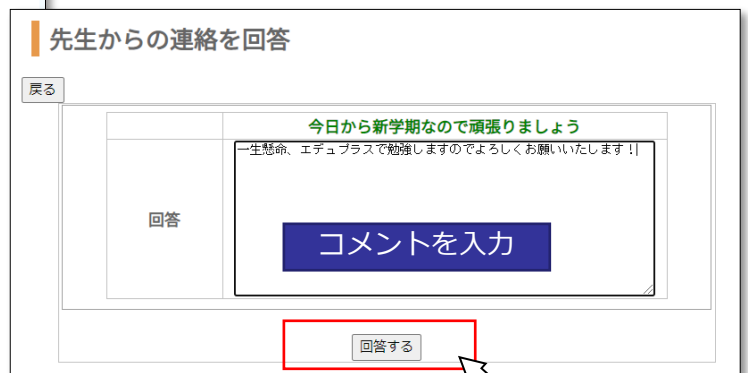 先生からの連絡を回答
戻る
今日から新学期なので頑張りましょう
一生懸命、エデュプラスで勉強しますのでよろしくお願いいたします！
回答
コメントを入力
回答する